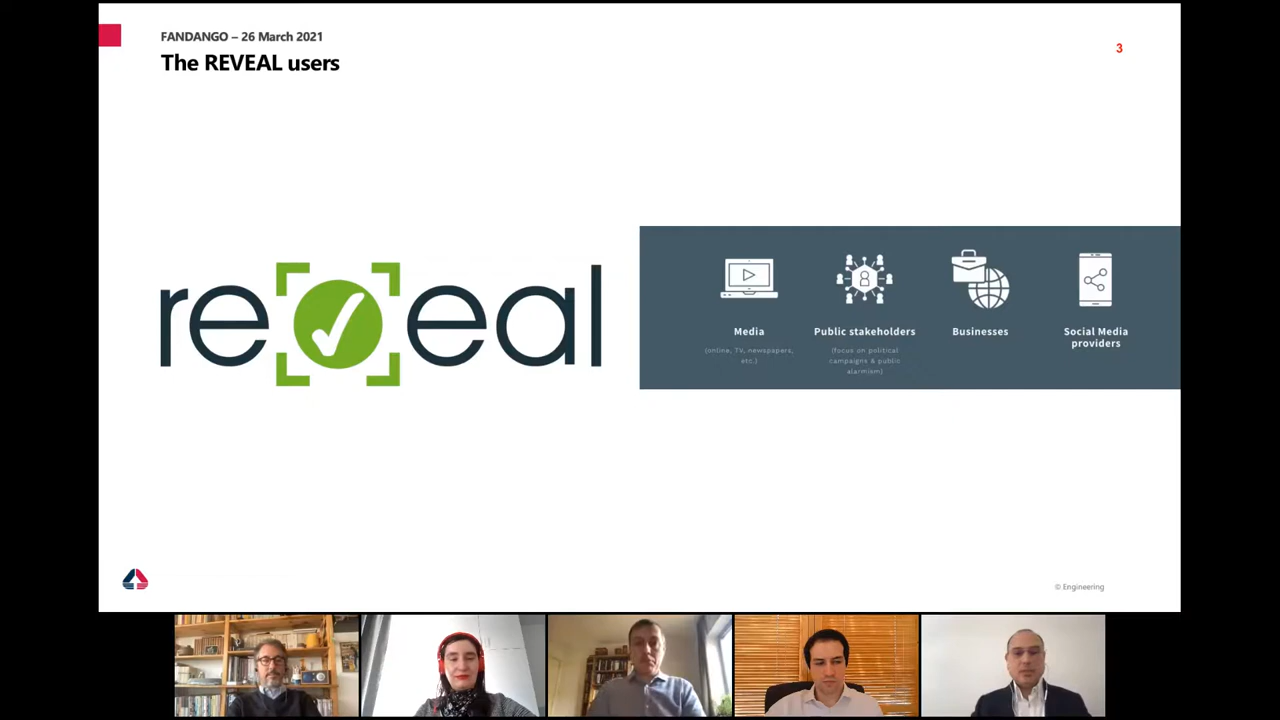 FANDANGO – 26 March 2021
The REVEAL users
3
reveal
Media
(online, TV, newspapers,
etc.)
Public stakeholders
(focus on political
campaigns & public
alarmism)
Businesses
Social Media
providers
© Engineering